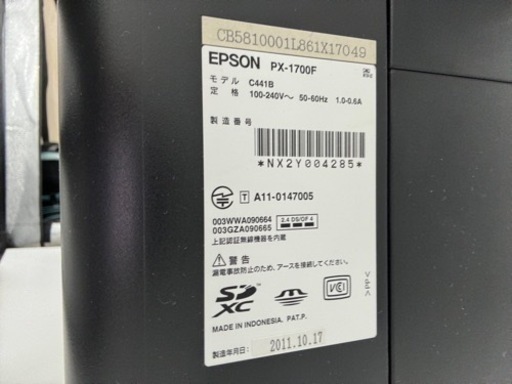 CB5810001L861X17049
EPSON PX-1700F
モデル C441B
定 格 100-240V～ 50-60Hz 1.0-0.6A
製造番号
*NX2Y004285*
T A11-0147005
003WWA090664
003GZA090665
2.4 DS/OF 4
上記認証無線機器を内蔵
警告
漏電事故防止のため、アースを接続してください。
SD XC
VCCI
MADE IN INDONESIA. PAT.P.
製造年月日: 2011.10.17